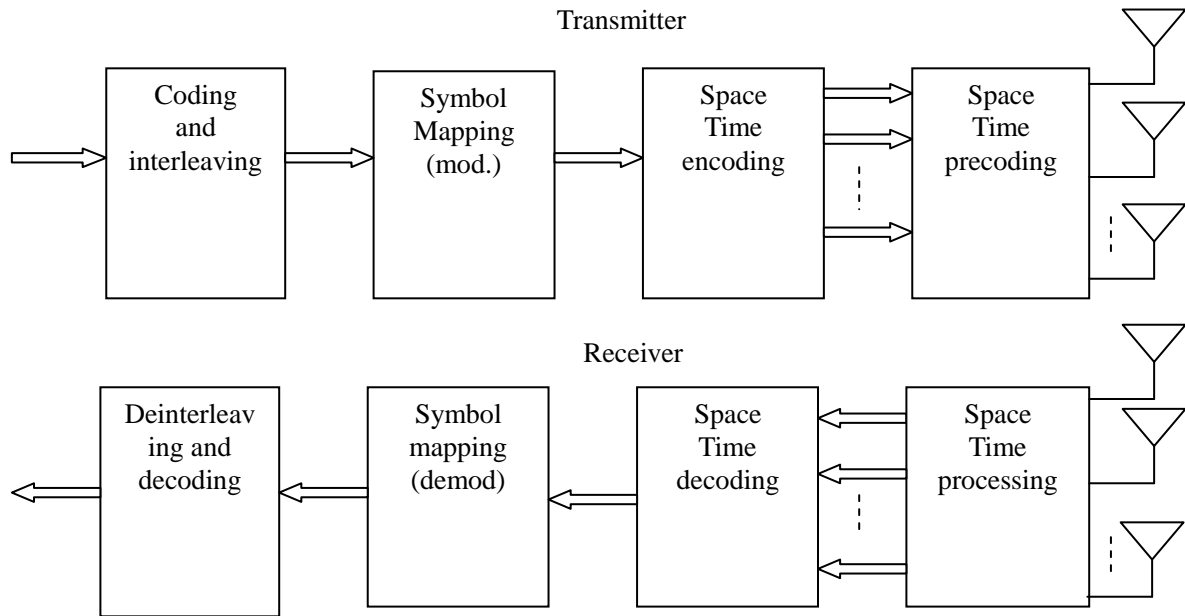 Transmitter
Coding
and
interleaving
Symbol
Mapping
(mod.)
Space
Time
encoding
Space
Time
precoding
Receiver
Deinterleav
ing and
decoding
Symbol
mapping
(demod)
Space
Time
decoding
Space
Time
processing